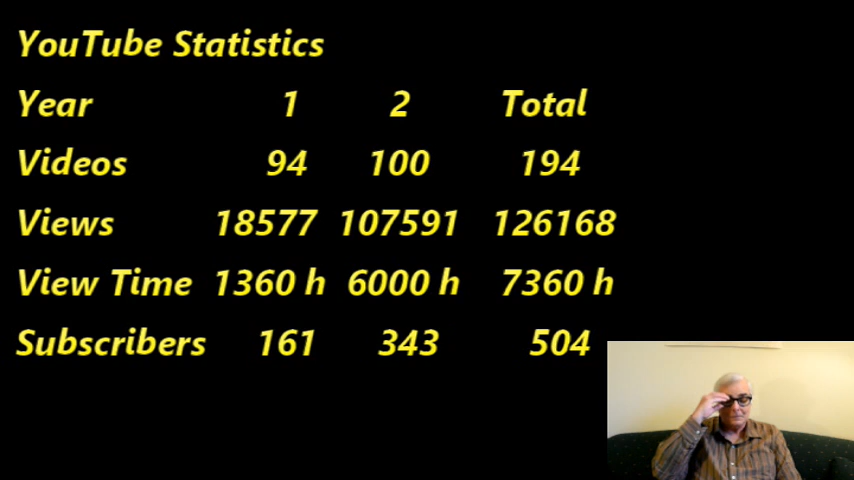 YouTube Statistics
Year 1 2 Total
Videos 94 100 194
Views 18577 107591 126168
View Time 1360 h 6000 h 7360 h
Subscribers 161 343 504